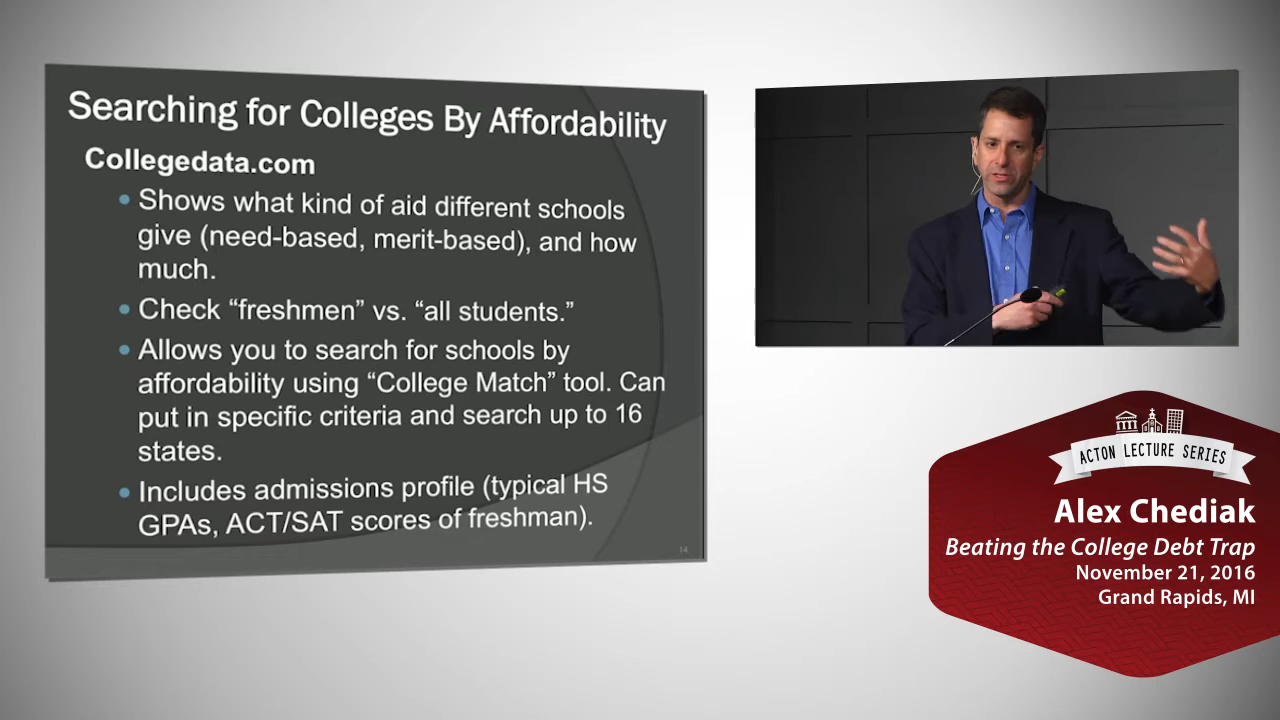 Searching for Colleges By Affordability
Collegedata.com
• Shows what kind of aid different schools
give (need-based, merit-based), and how
much.
• Check “freshmen” vs. “all students.”
• Allows you to search for schools by
affordability using “College Match” tool. Can
put in specific criteria and search up to 16
states.
• Includes admissions profile (typical HS
GPAs, ACT/SAT scores of freshman).
14
ACTON LECTURE SERIES
Alex Chediak
Beating the College Debt Trap
November 21, 2016
Grand Rapids, MI